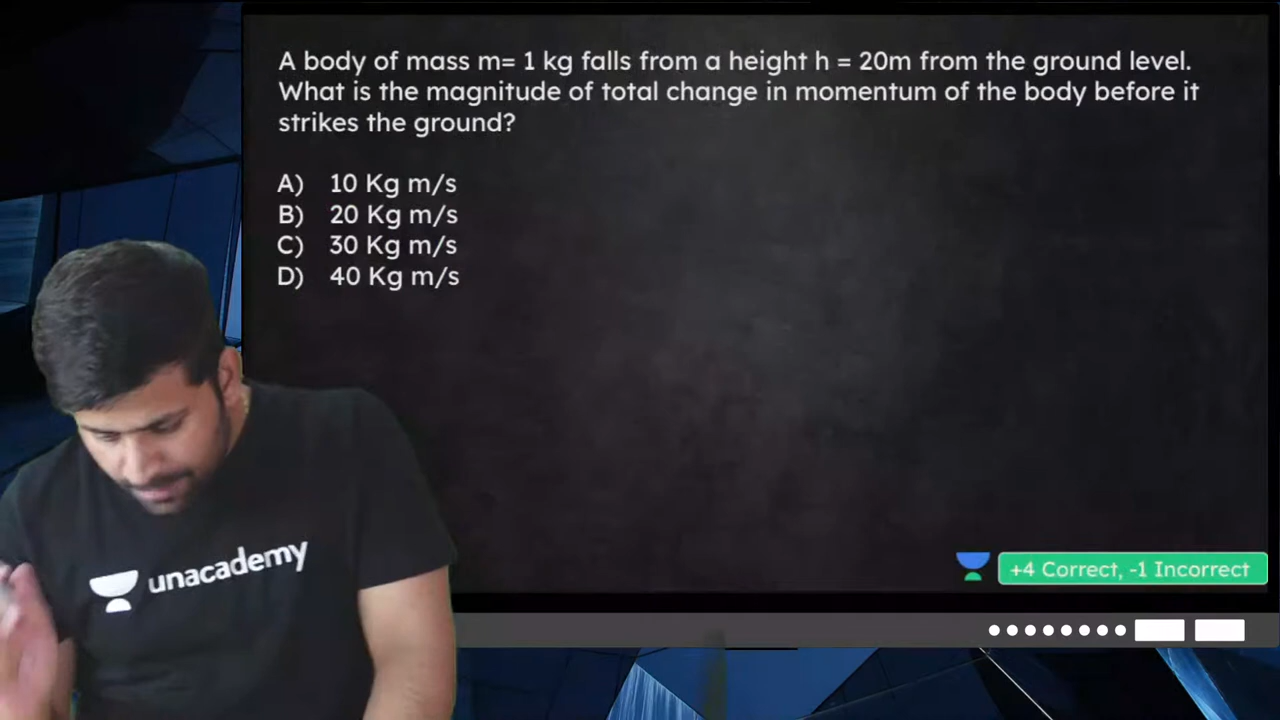 A body of mass m= 1 kg falls from a height h = 20m from the ground level.
What is the magnitude of total change in momentum of the body before it
strikes the ground?
A) 10 Kg m/s
B) 20 Kg m/s
C) 30 Kg m/s
D) 40 Kg m/s
unacademy
+4 Correct, -1 Incorrect